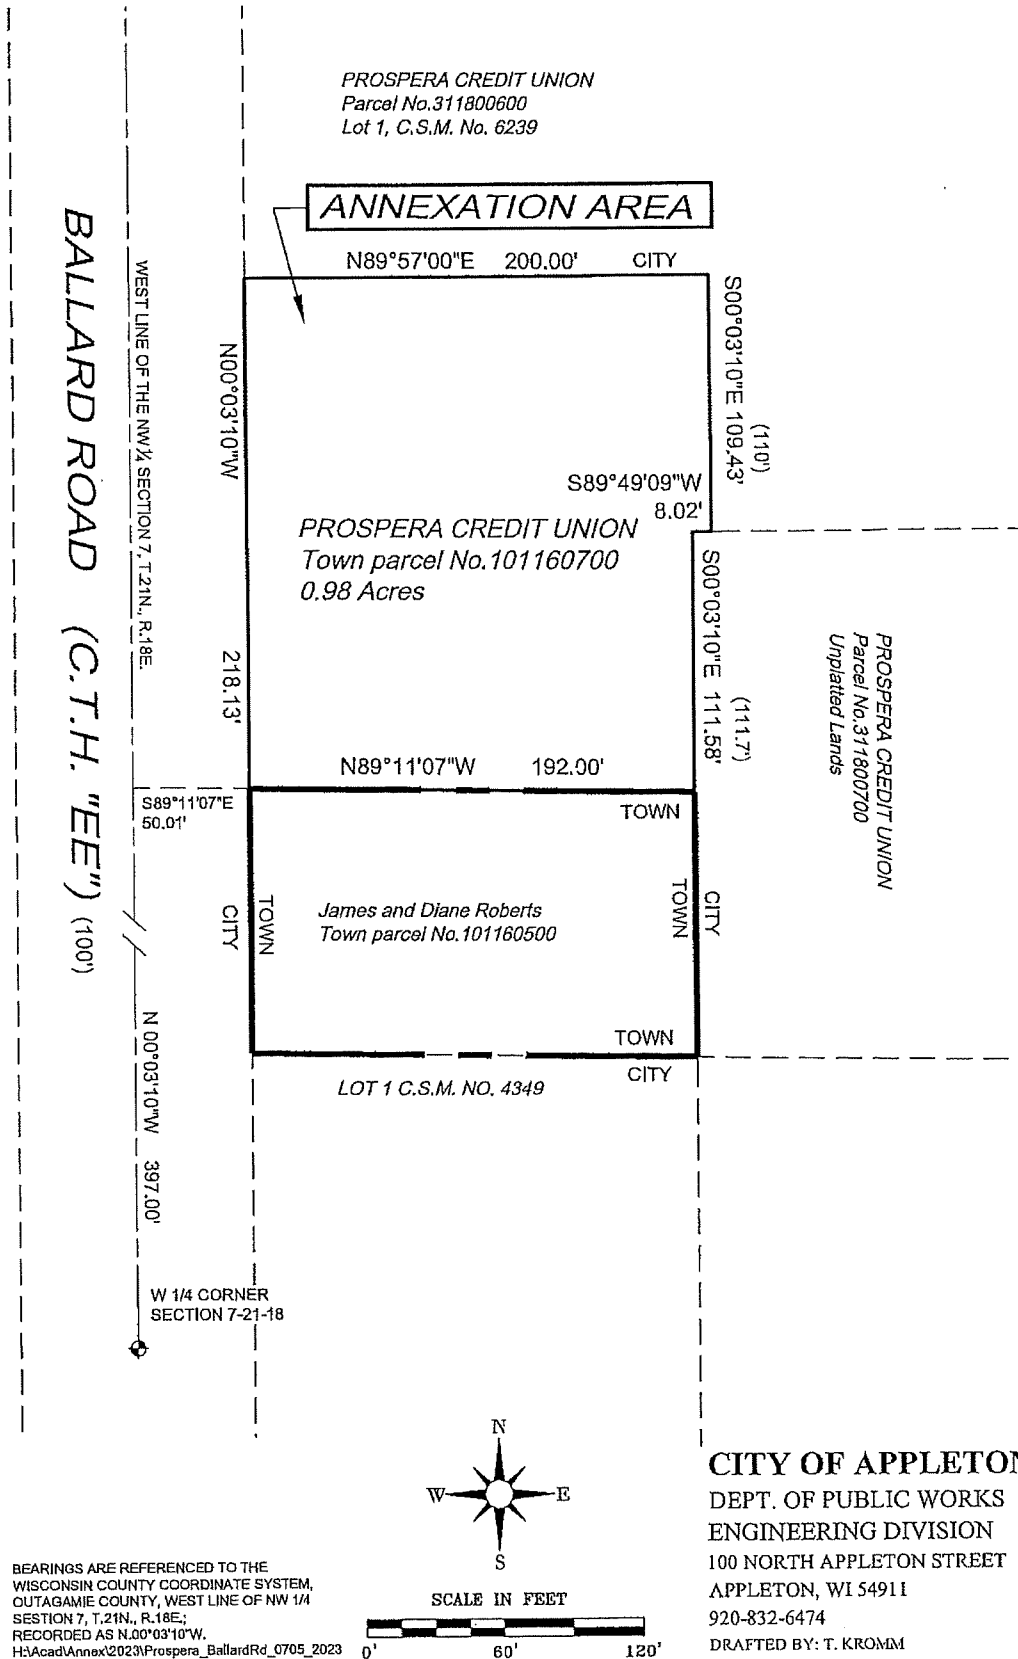 PROSPERA CREDIT UNION
Parcel No.311800600
Lot 1, C.S.M. No. 6239
ANNEXATION AREA
N89°57'00"E 200.00' CITY
BALLARD ROAD (C.T.H. "EE") (100')
WEST LINE OF THE NW¼ SECTION 7, T.21N., R.18E.
N00°03'10"W 218.13'
S00°03'10"E 109.43'
(110')
S89°49'09"W
8.02'
PROSPERA CREDIT UNION
Town parcel No.101160700
0.98 Acres
S00°03'10"E 111.58'
(111.7')
PROSPERA CREDIT UNION
Parcel No.311800700
Unplatted Lands
N89°11'07"W 192.00'
S89°11'07"E
50.01'
TOWN
CITY
TOWN
James and Diane Roberts
Town parcel No.101160500
TOWN
CITY
TOWN
CITY
LOT 1 C.S.M. NO. 4349
N 00°03'10"W 397.00'
W 1/4 CORNER
SECTION 7-21-18
N
W E
S
SCALE IN FEET
0' 60' 120'
BEARINGS ARE REFERENCED TO THE
WISCONSIN COUNTY COORDINATE SYSTEM,
OUTAGAMIE COUNTY, WEST LINE OF NW 1/4
SESTION 7, T.21N., R.18E.;
RECORDED AS N.00°03'10"W.
H:\Acad\Annex\2023\Prospera_BallardRd_0705_2023
CITY OF APPLETON
DEPT. OF PUBLIC WORKS
ENGINEERING DIVISION
100 NORTH APPLETON STREET
APPLETON, WI 54911
920-832-6474
DRAFTED BY: T. KROMM